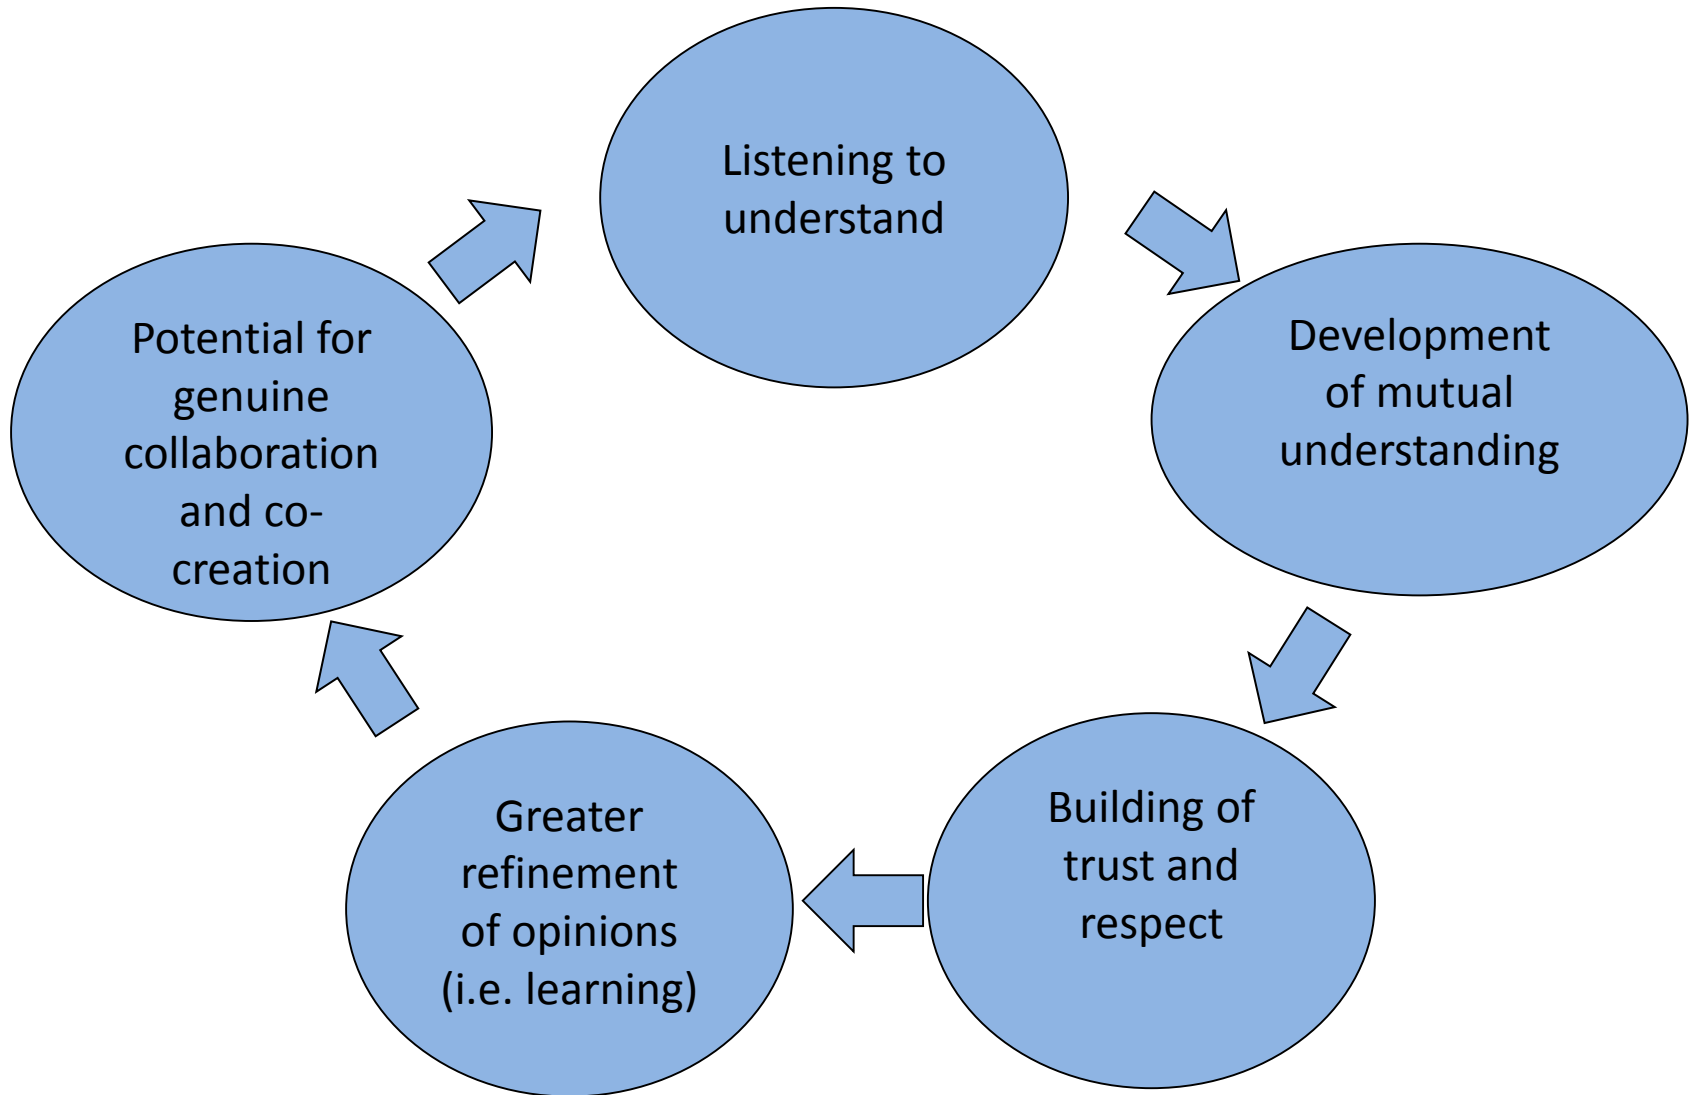 Listening to
understand
Development
of mutual
understanding
Building of
trust and
respect
Greater
refinement
of opinions
(i.e. learning)
Potential for
genuine
collaboration
and co-
creation